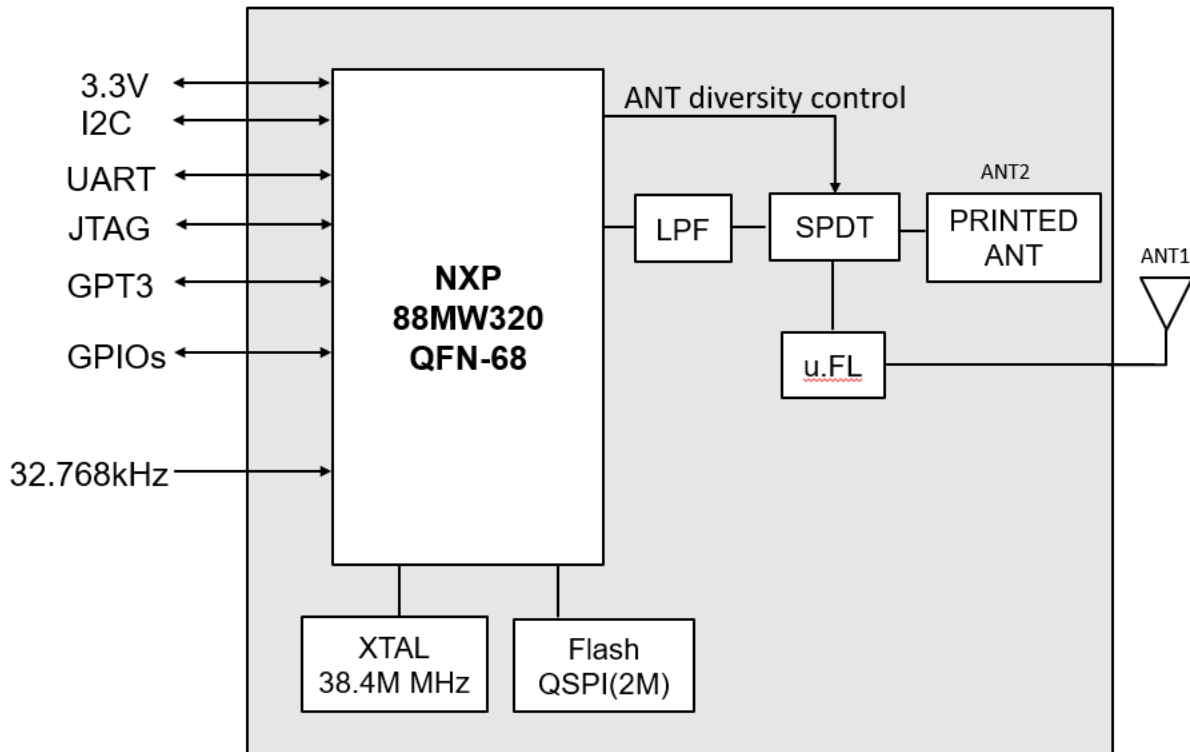 3.3V
I2C
UART
JTAG
GPT3
GPIOs
32.768kHz
NXP
88MW320
QFN-68
ANT diversity control
LPF
SPDT
ANT2
PRINTED
ANT
ANT1
u.FL
XTAL
38.4M MHz
Flash
QSPI(2M)